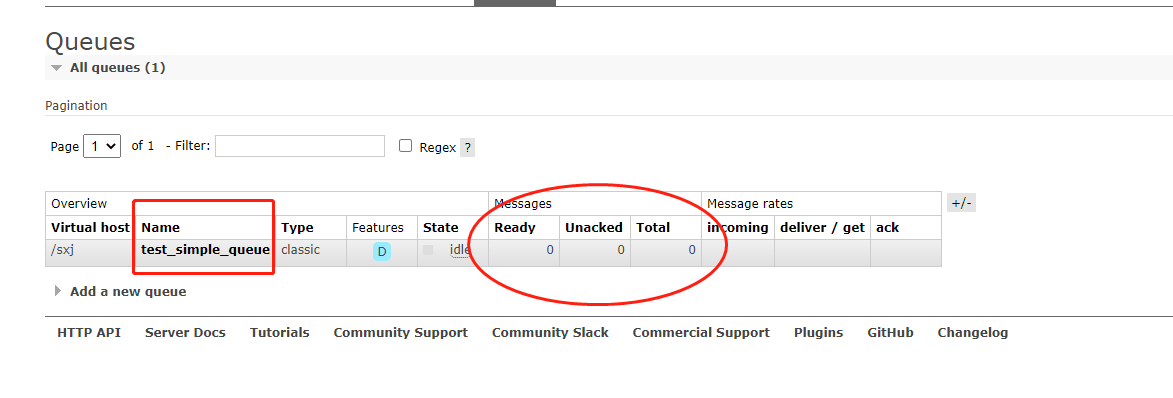 Queues
All queues (1)
Pagination
Page 1 of 1 - Filter: Regex ?
Overview Messages Message rates +/-
Virtual host Name Type Features State Ready Unacked Total incoming deliver / get ack
/sxj test_simple_queue classic D idle 0 0 0
Add a new queue
HTTP API Server Docs Tutorials Community Support Community Slack Commercial Support Plugins GitHub Changelog